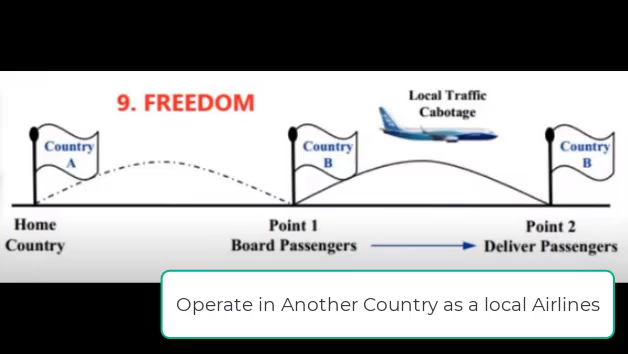 9. FREEDOM
Local Traffic
Cabotage
Country
A
Country
B
Country
B
Home
Country
Point 1
Board Passengers
Point 2
Deliver Passengers
Operate in Another Country as a local Airlines